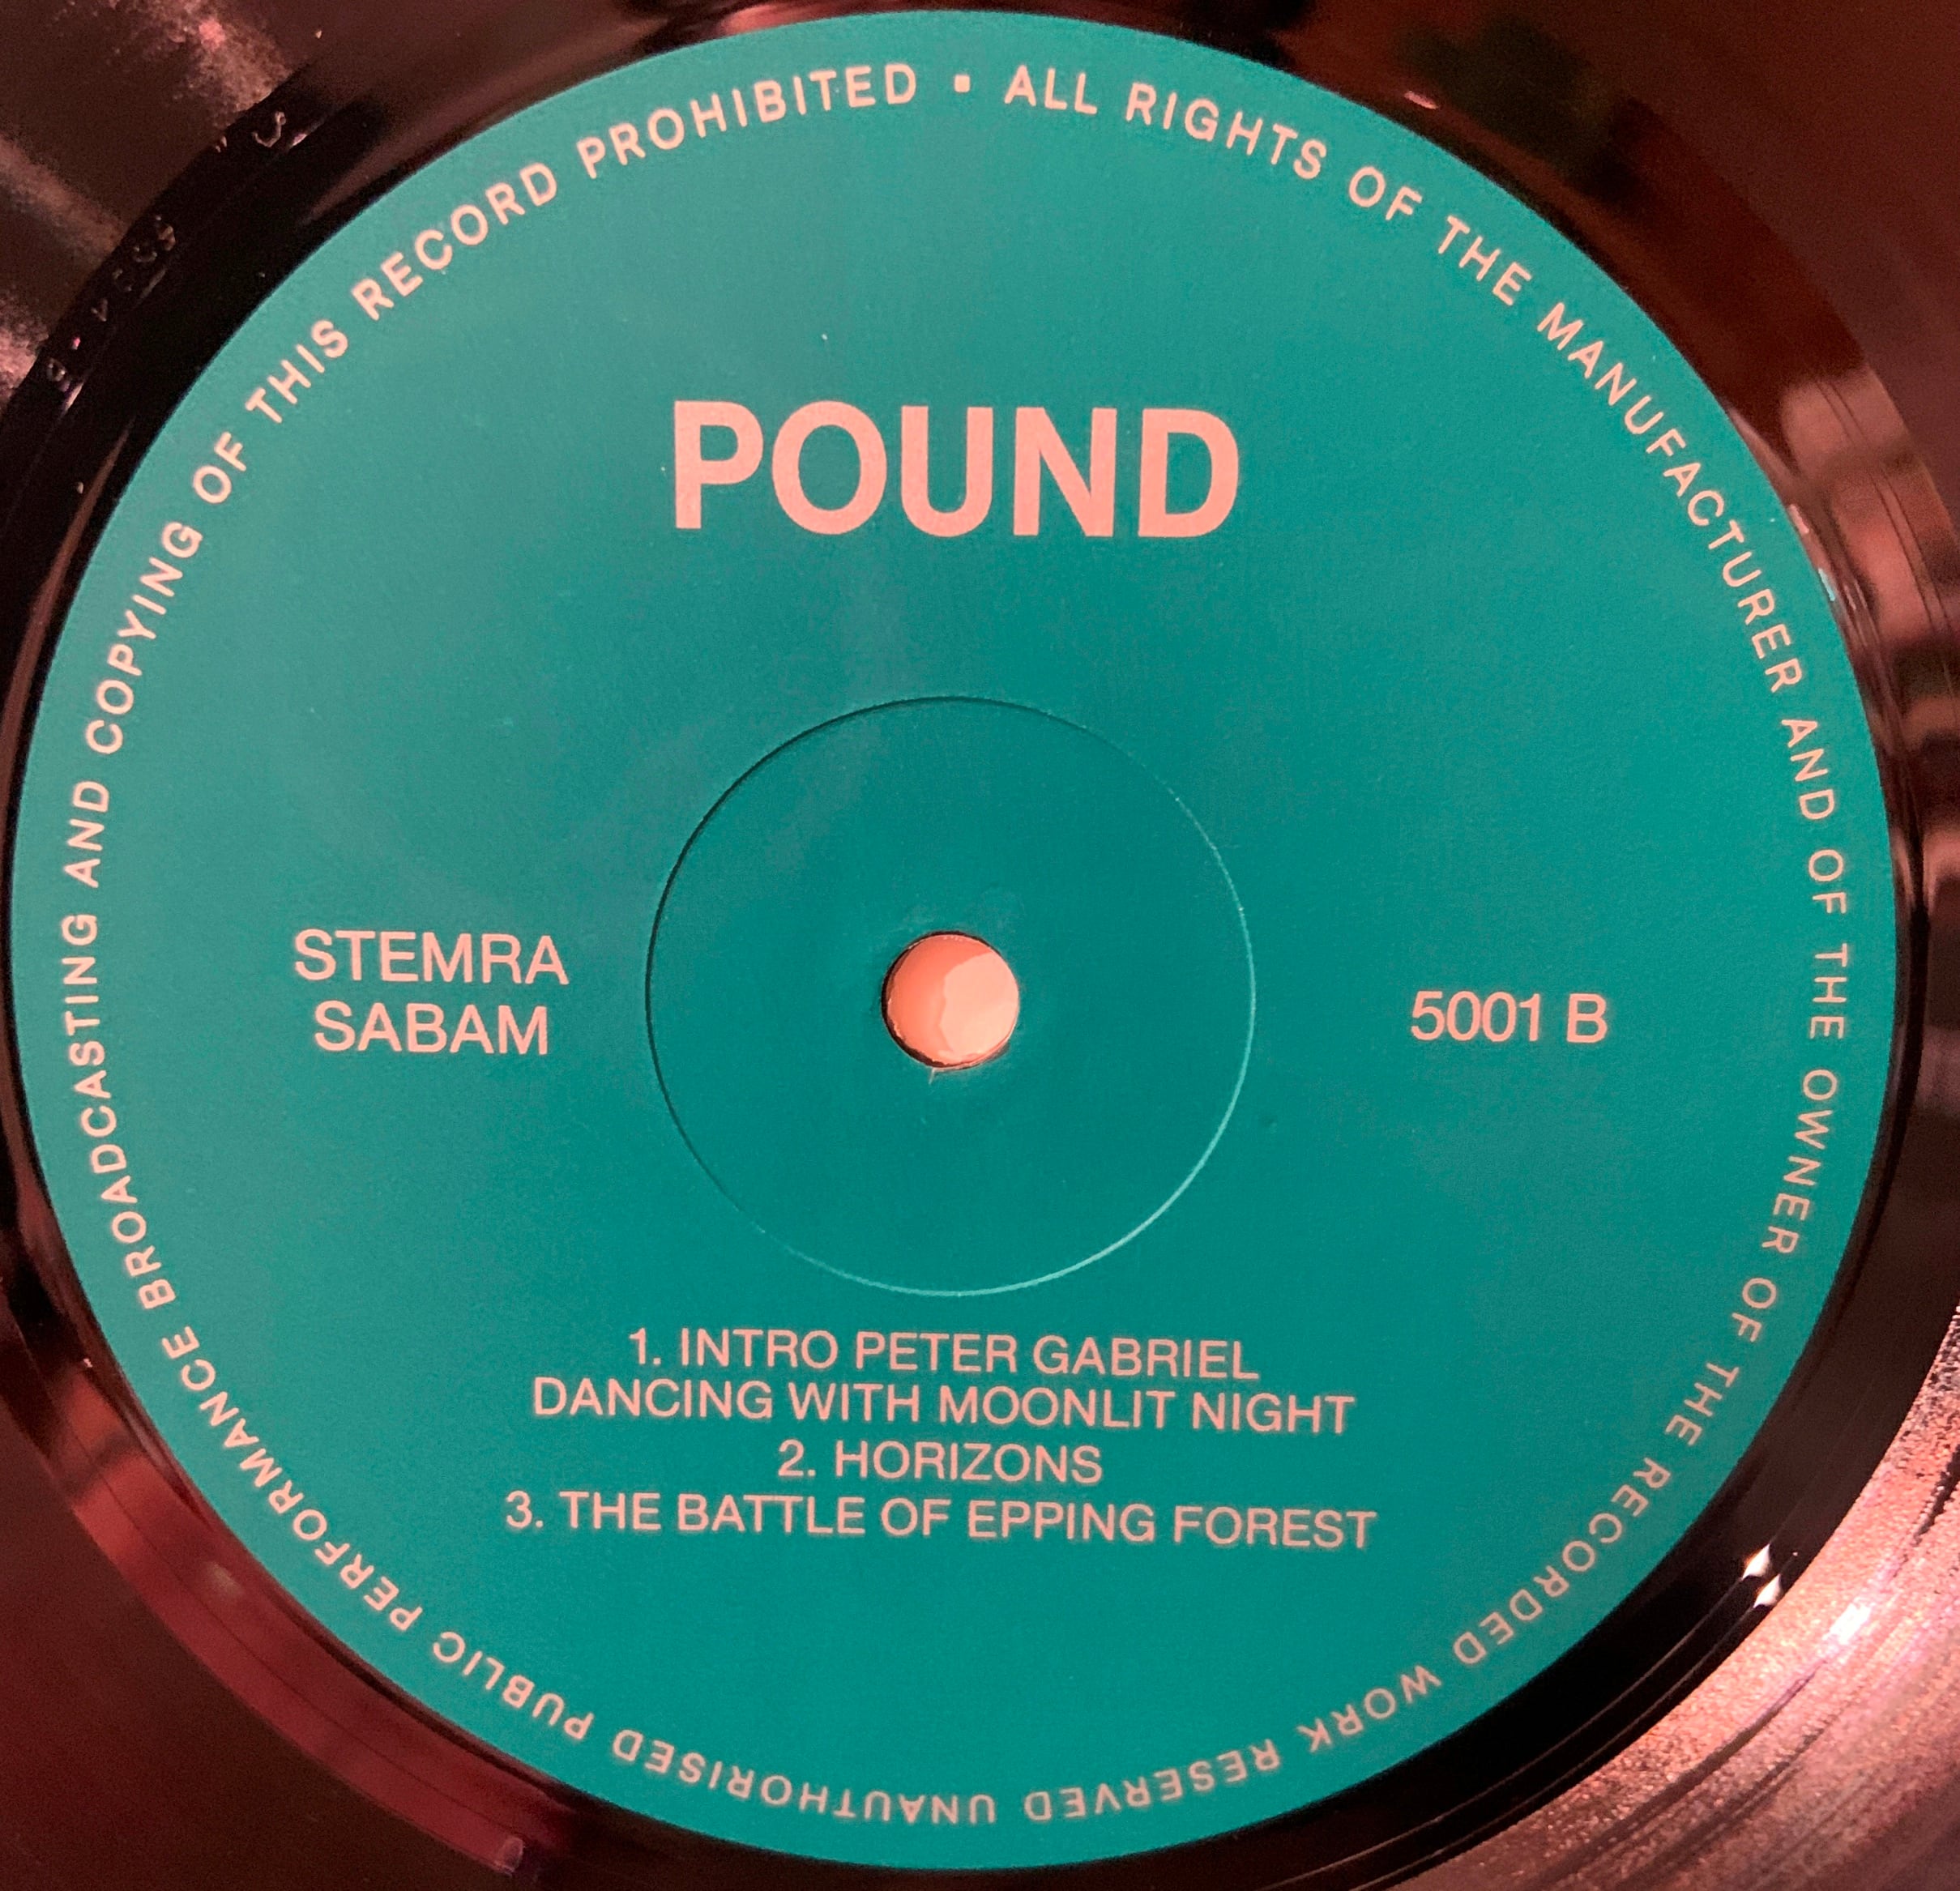 POUND
STEMRA
SABAM
5001 B
1. INTRO PETER GABRIEL
DANCING WITH MOONLIT NIGHT
2. HORIZONS
3. THE BATTLE OF EPPING FOREST
ALL RIGHTS OF THE MANUFACTURER AND OF THE OWNER OF THE RECORDED WORK RESERVED UNAUTHORISED PUBLIC PERFORMANCE BROADCASTING AND COPYING OF THIS RECORD PROHIBITED ▪